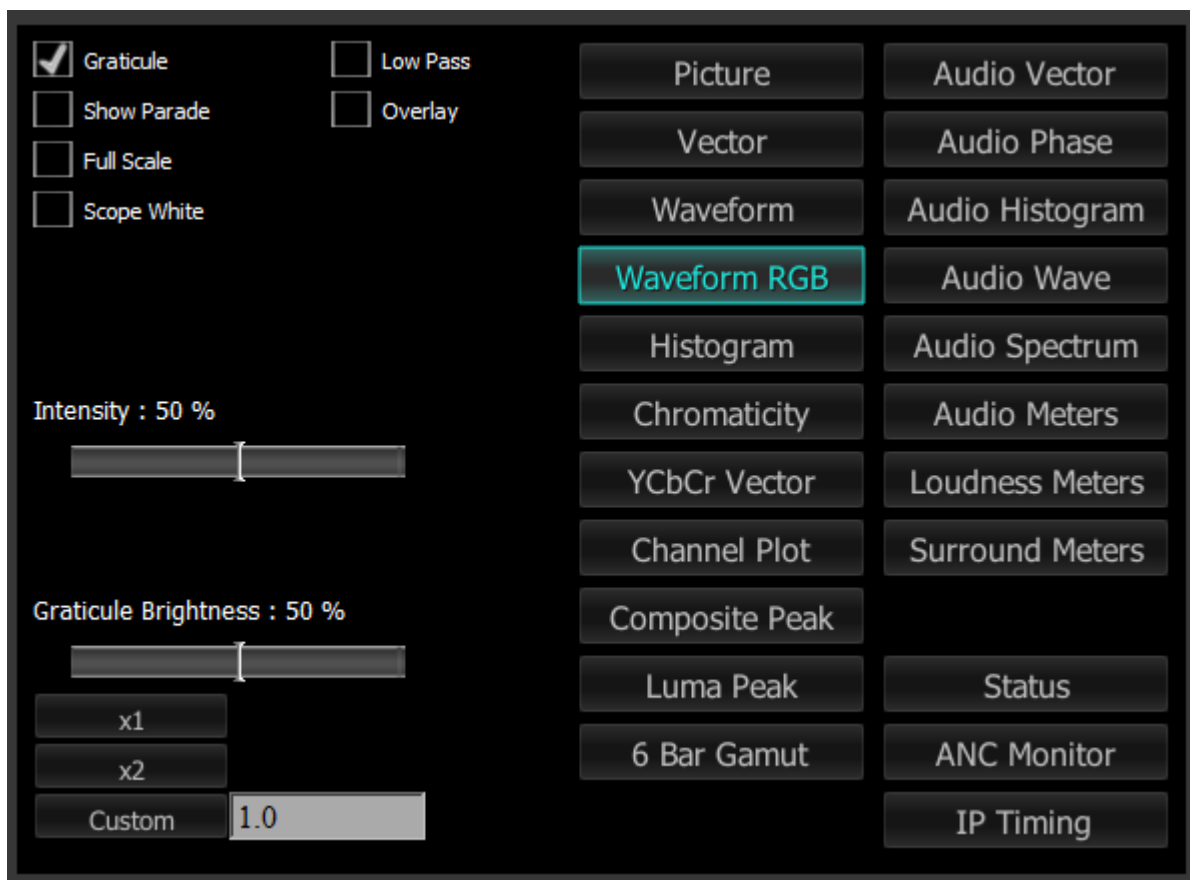 Graticule
Low Pass
Show Parade
Overlay
Full Scale
Scope White
Intensity : 50 %
Graticule Brightness : 50 %
x1
x2
Custom
1.0
Picture
Audio Vector
Vector
Audio Phase
Waveform
Audio Histogram
Waveform RGB
Audio Wave
Histogram
Audio Spectrum
Chromaticity
Audio Meters
YCbCr Vector
Loudness Meters
Channel Plot
Surround Meters
Composite Peak
Luma Peak
Status
6 Bar Gamut
ANC Monitor
IP Timing